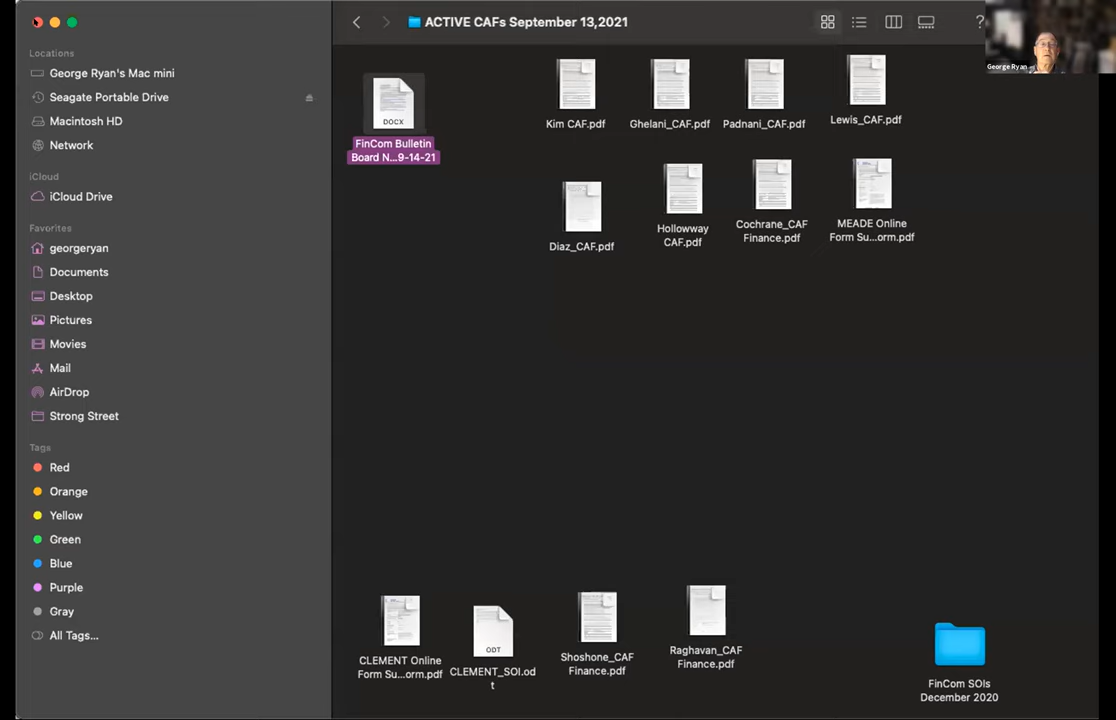 ACTIVE CAFs September 13,2021
?
George Ryan
Locations
George Ryan's Mac mini
Seagate Portable Drive
Macintosh HD
Network
iCloud
iCloud Drive
Favorites
georgeryan
Documents
Desktop
Pictures
Movies
Mail
AirDrop
Strong Street
Tags
Red
Orange
Yellow
Green
Blue
Purple
Gray
All Tags...
DOCX
FinCom Bulletin
Board N...9-14-21
Kim CAF.pdf
Ghelani_CAF.pdf
Padnani_CAF.pdf
Lewis_CAF.pdf
Diaz_CAF.pdf
Hollowway
CAF.pdf
Cochrane_CAF
Finance.pdf
MEADE Online
Form Su...orm.pdf
CLEMENT Online
Form Su...orm.pdf
ODT
CLEMENT_SOI.od
t
Shoshone_CAF
Finance.pdf
Raghavan_CAF
Finance.pdf
FinCom SOIs
December 2020